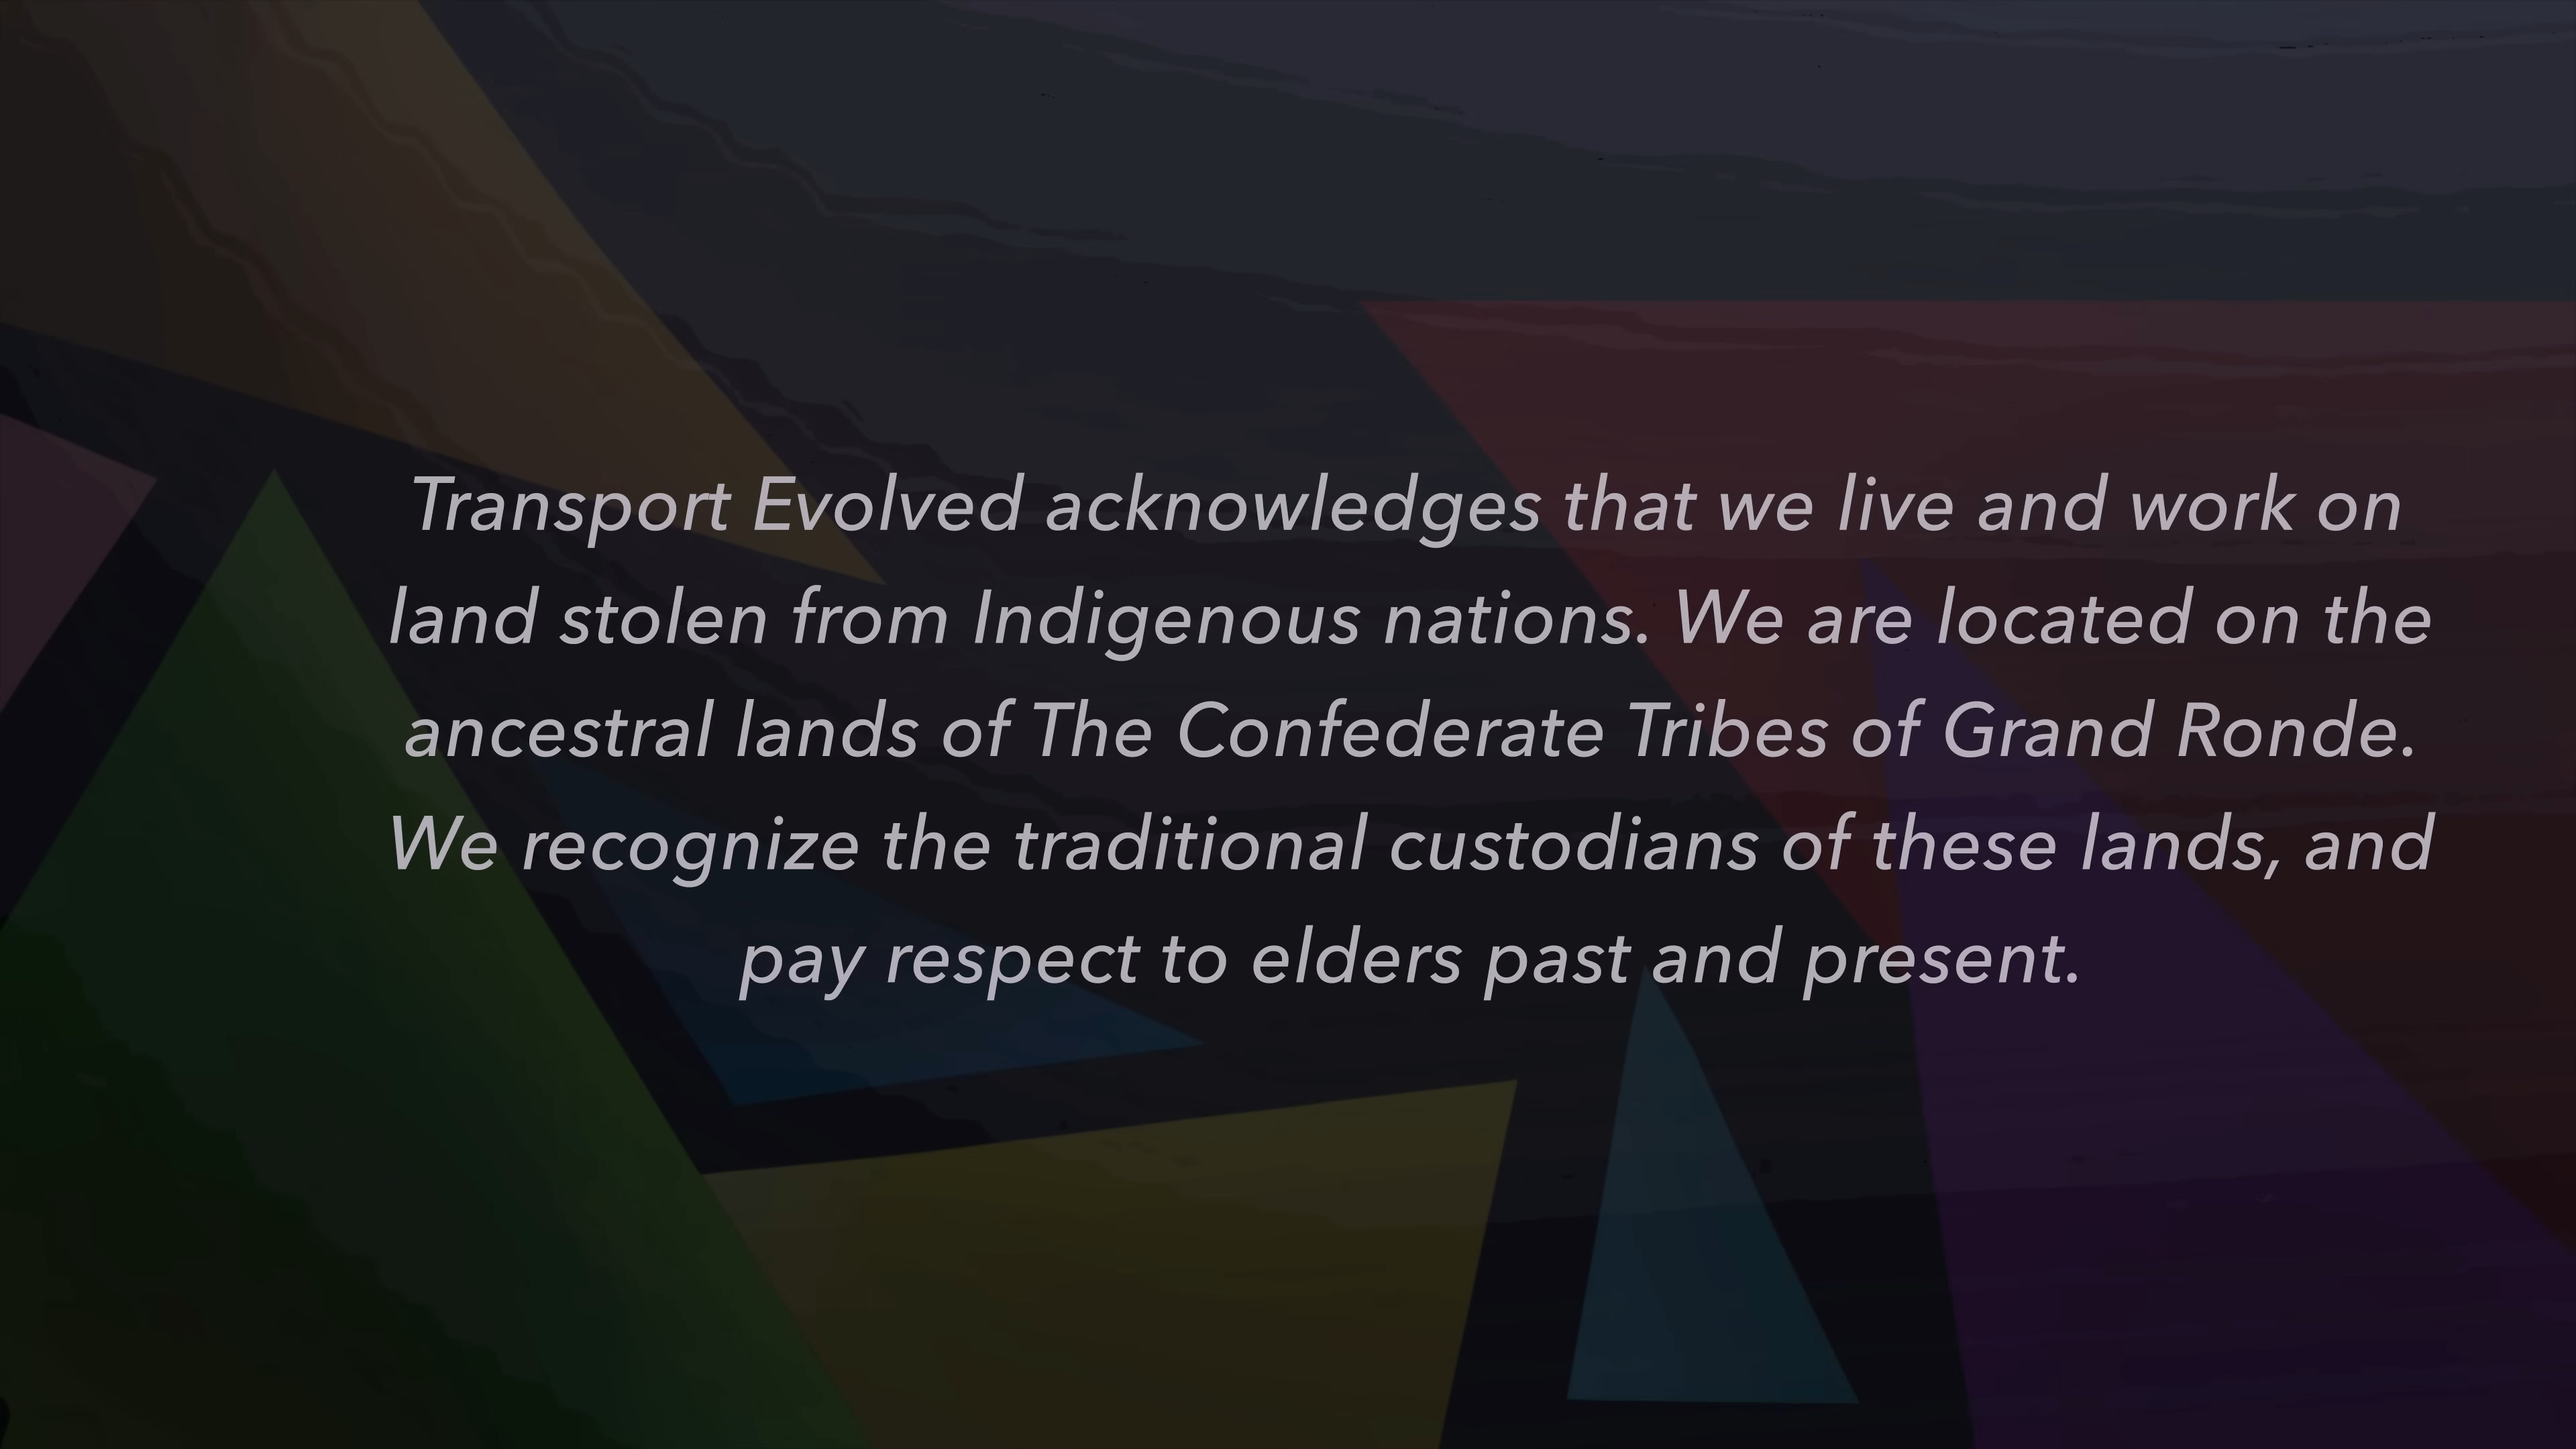 Transport Evolved acknowledges that we live and work on
land stolen from Indigenous nations. We are located on the
ancestral lands of The Confederate Tribes of Grand Ronde.
We recognize the traditional custodians of these lands, and
pay respect to elders past and present.